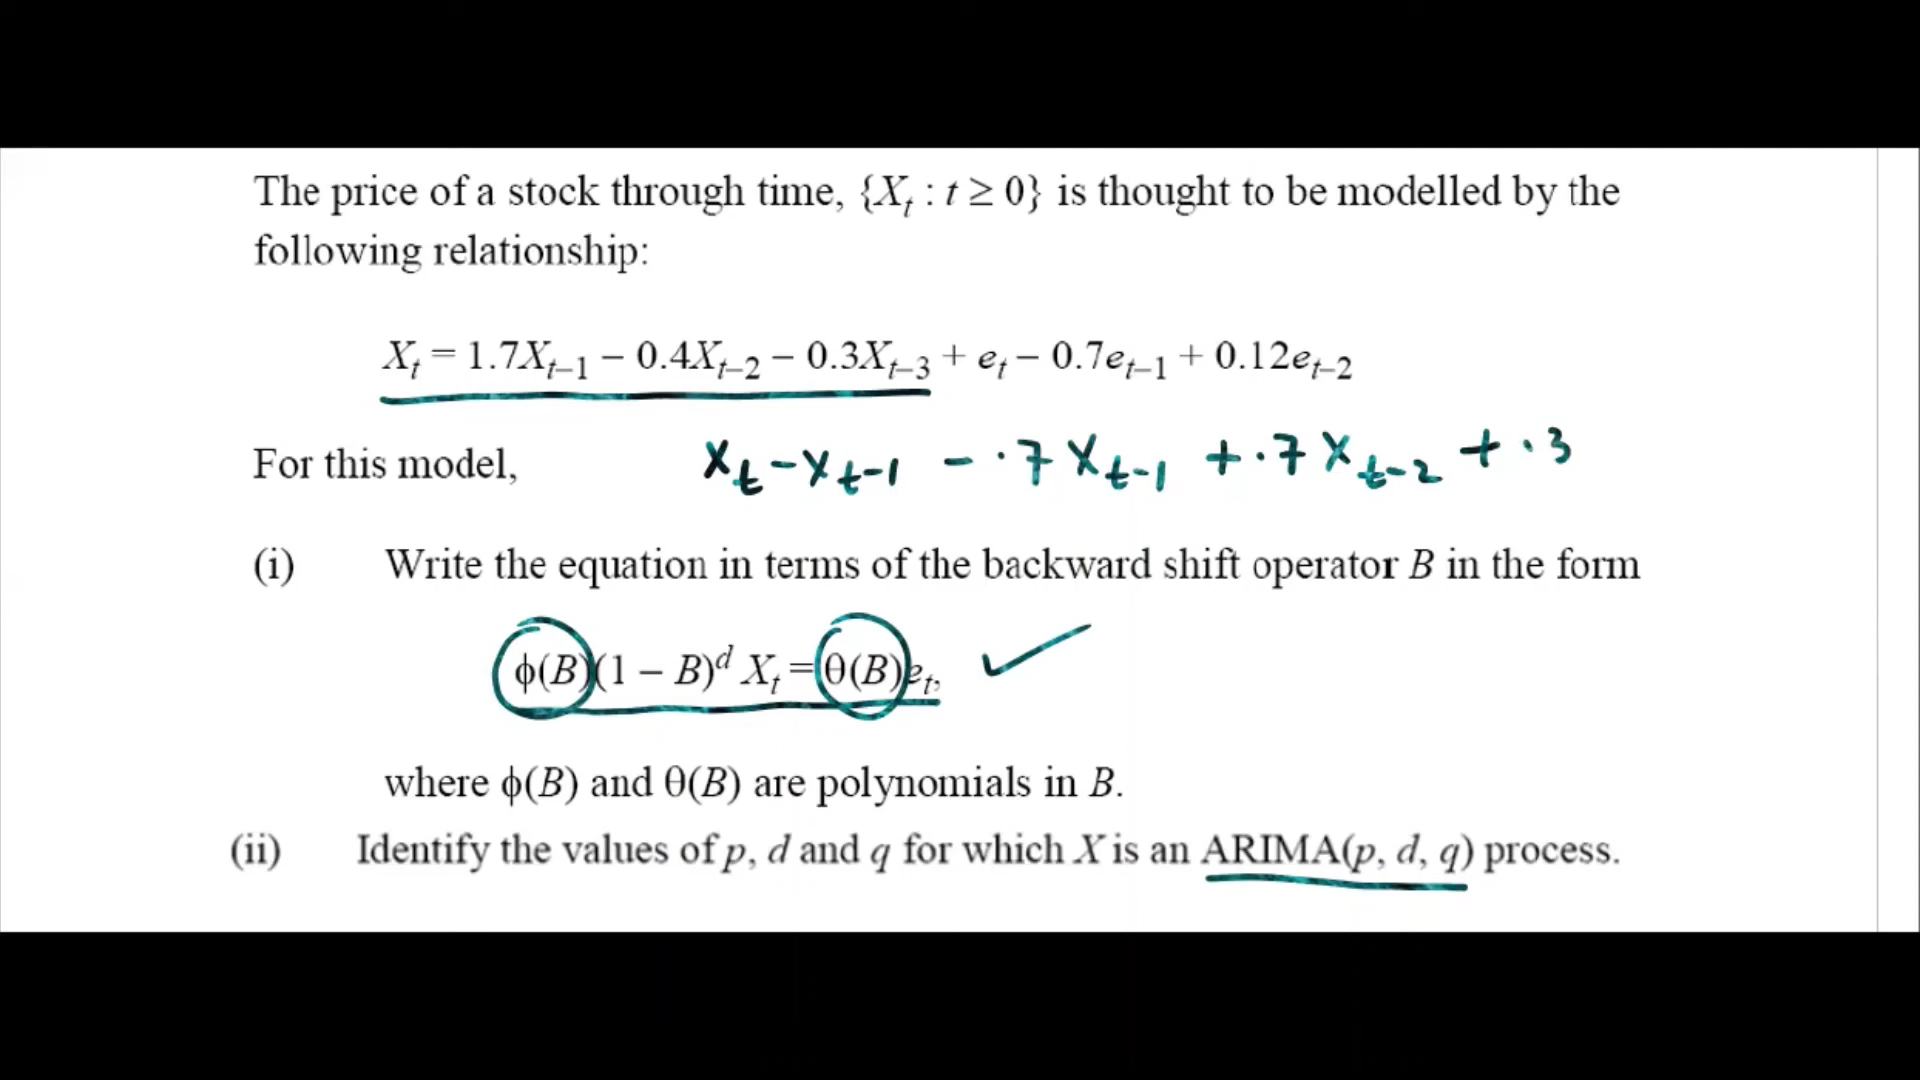 The price of a stock through time, {Xₜ : t ≥ 0} is thought to be modelled by the
following relationship:
Xₜ = 1.7Xₜ₋₁ – 0.4Xₜ₋₂ – 0.3Xₜ₋₃ + eₜ – 0.7eₜ₋₁ + 0.12eₜ₋₂
For this model, Xₜ – Xₜ₋₁ – .7Xₜ₋₁ + .7Xₜ₋₂ + .3
(i) Write the equation in terms of the backward shift operator B in the form
ϕ(B)(1 – B)ᵈ Xₜ = θ(B)eₜ,
where ϕ(B) and θ(B) are polynomials in B.
(ii) Identify the values of p, d and q for which X is an ARIMA(p, d, q) process.